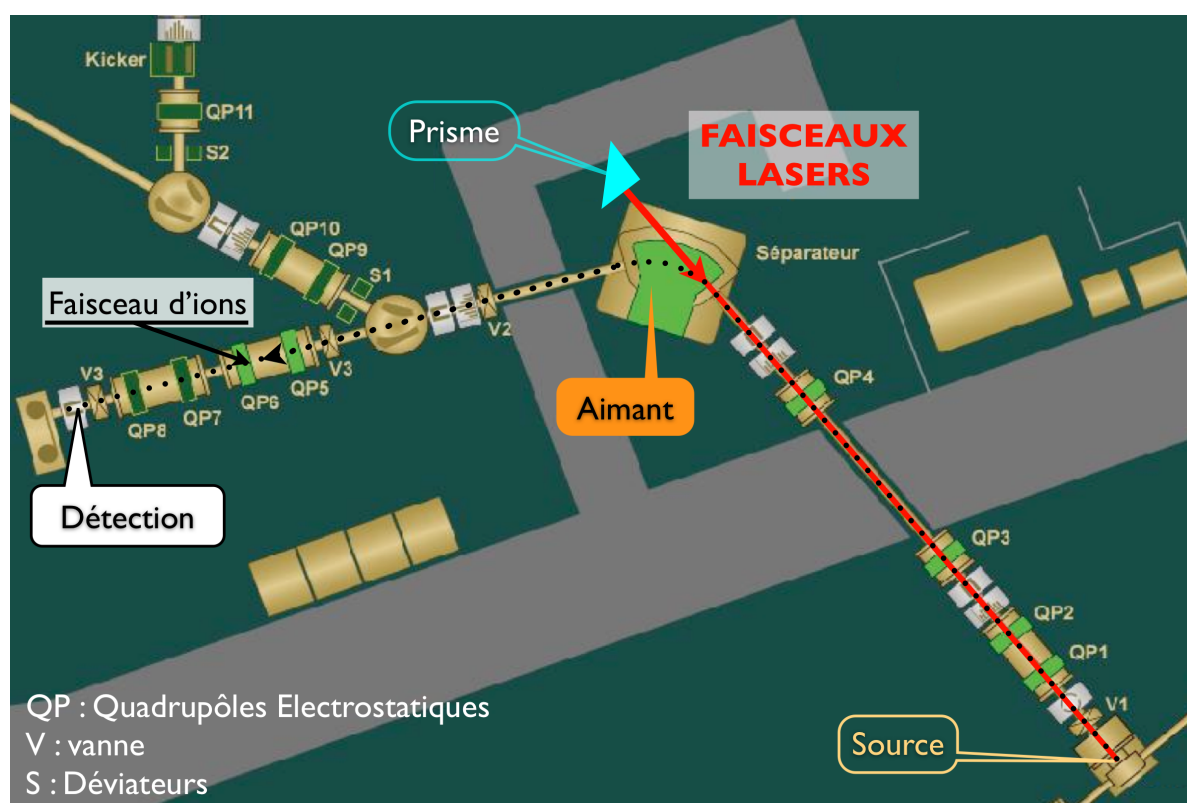 Kicker
QP11
S2
Prisme
FAISCEAUX
LASERS
QP10
QP9
S1
Séparateur
Faisceau d'ions
V2
V3
V3
QP5
QP6
QP7
QP8
QP4
Aimant
Détection
QP3
QP2
QP1
V1
Source
QP : Quadrupôles Electrostatiques
V : vanne
S : Déviateurs